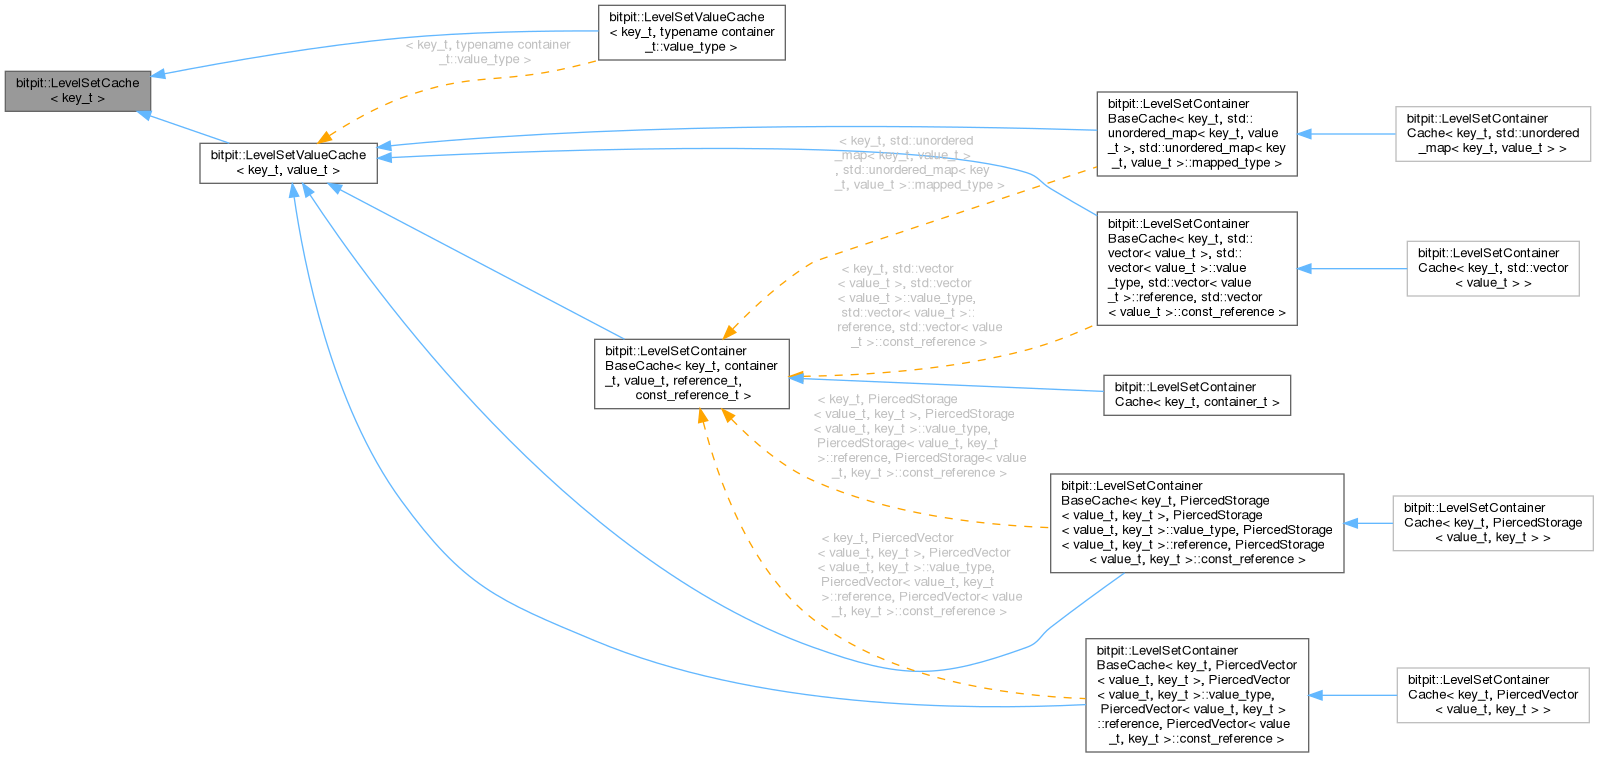 bitpit::LevelSetCache
< key_t >
bitpit::LevelSetValueCache
< key_t, typename container
_t::value_type >
< key_t, typename container
_t::value_type >
bitpit::LevelSetValueCache
< key_t, value_t >
bitpit::LevelSetContainer
BaseCache< key_t, std::
unordered_map< key_t, value
_t >, std::unordered_map< key
_t, value_t >::mapped_type >
bitpit::LevelSetContainer
Cache< key_t, std::unordered
_map< key_t, value_t > >
< key_t, std::unordered
_map< key_t, value_t >
, std::unordered_map< key
_t, value_t >::mapped_type >
bitpit::LevelSetContainer
BaseCache< key_t, std::
vector< value_t >, std::
vector< value_t >::value
_type, std::vector< value
_t >::reference, std::vector
< value_t >::const_reference >
bitpit::LevelSetContainer
Cache< key_t, std::vector
< value_t > >
< key_t, std::vector
< value_t >, std::vector
< value_t >::value_type,
std::vector< value_t >::
reference, std::vector< value
_t >::const_reference >
bitpit::LevelSetContainer
BaseCache< key_t, container
_t, value_t, reference_t,
const_reference_t >
bitpit::LevelSetContainer
Cache< key_t, container_t >
< key_t, PiercedStorage
< value_t, key_t >, PiercedStorage
< value_t, key_t >::value_type,
PiercedStorage< value_t, key_t
>::reference, PiercedStorage< value
_t, key_t >::const_reference >
bitpit::LevelSetContainer
BaseCache< key_t, PiercedStorage
< value_t, key_t >, PiercedStorage
< value_t, key_t >::value_type, PiercedStorage
< value_t, key_t >::reference, PiercedStorage
< value_t, key_t >::const_reference >
bitpit::LevelSetContainer
Cache< key_t, PiercedStorage
< value_t, key_t > >
< key_t, PiercedVector
< value_t, key_t >, PiercedVector
< value_t, key_t >::value_type,
PiercedVector< value_t, key_t
>::reference, PiercedVector< value
_t, key_t >::const_reference >
bitpit::LevelSetContainer
BaseCache< key_t, PiercedVector
< value_t, key_t >, PiercedVector
< value_t, key_t >::value_type,
PiercedVector< value_t, key_t >
::reference, PiercedVector< value
_t, key_t >::const_reference >
bitpit::LevelSetContainer
Cache< key_t, PiercedVector
< value_t, key_t > >